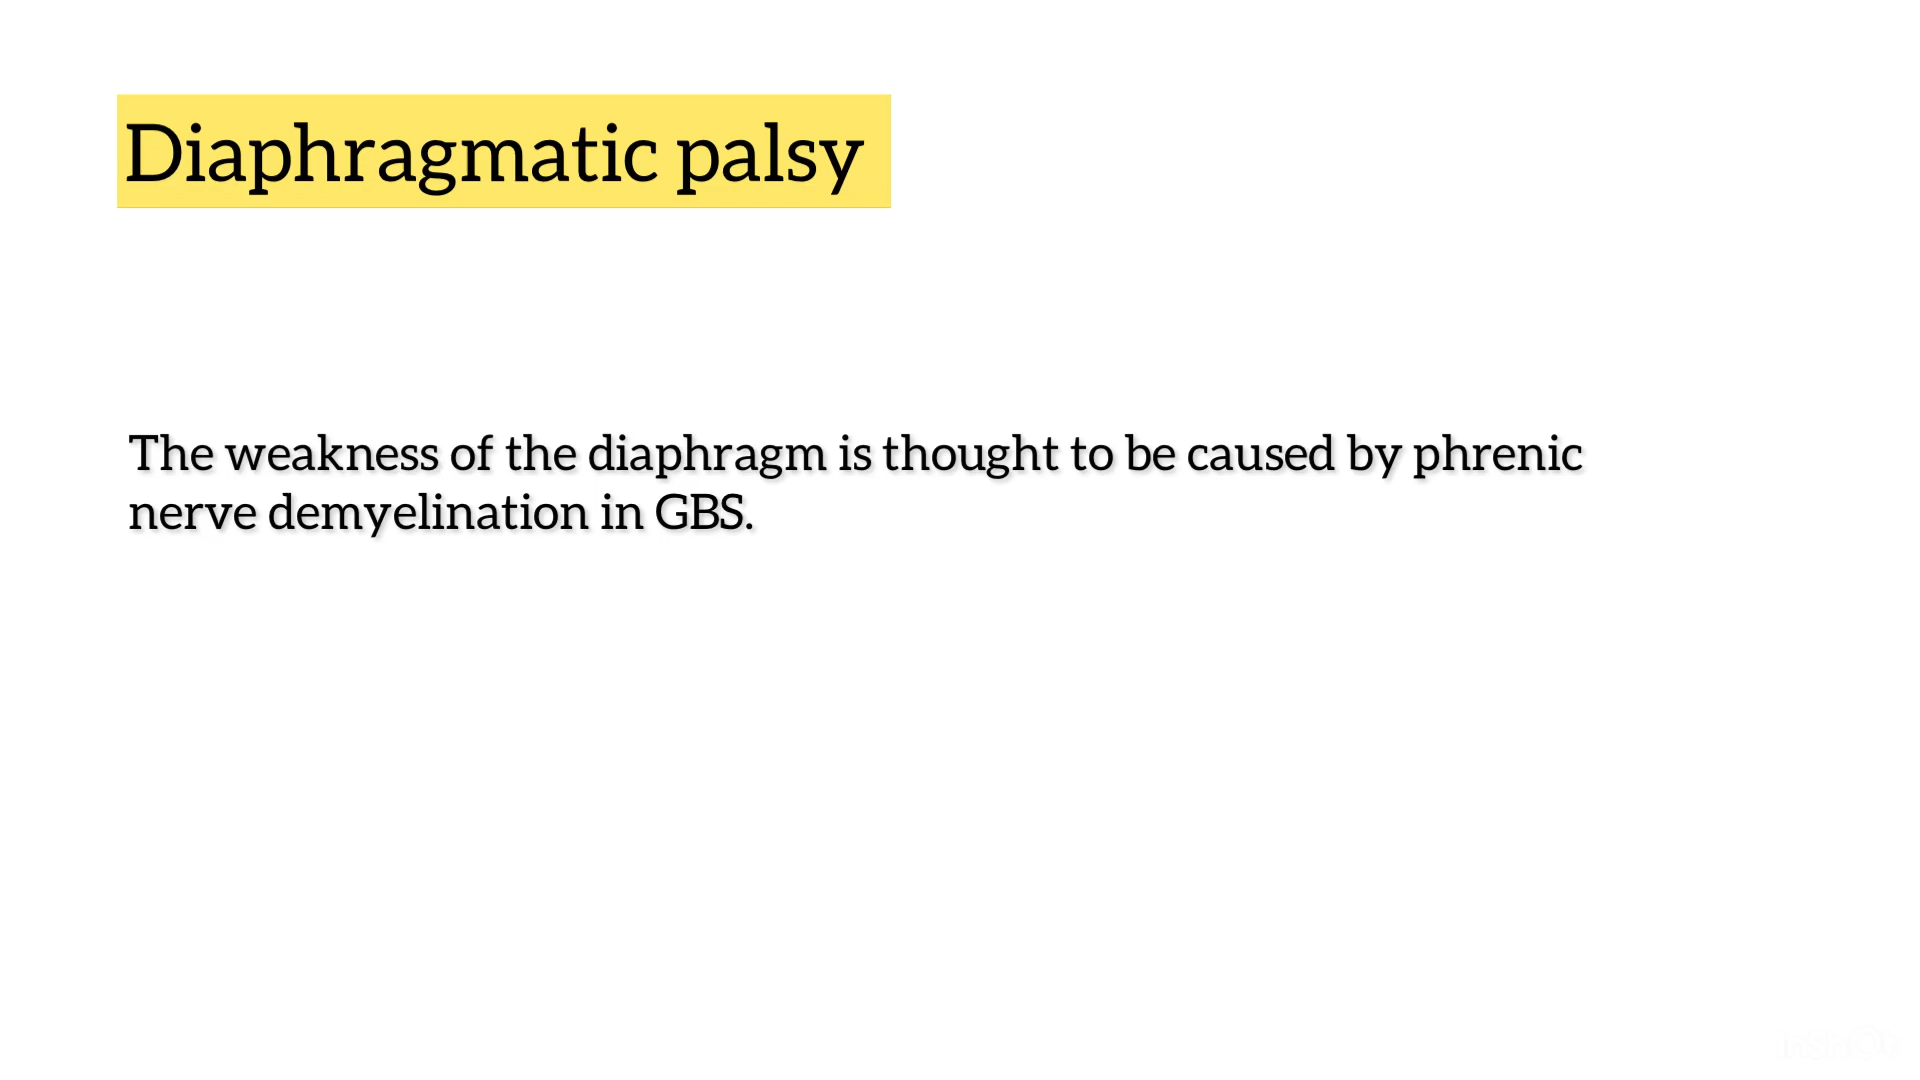 Diaphragmatic palsy
The weakness of the diaphragm is thought to be caused by phrenic
nerve demyelination in GBS.